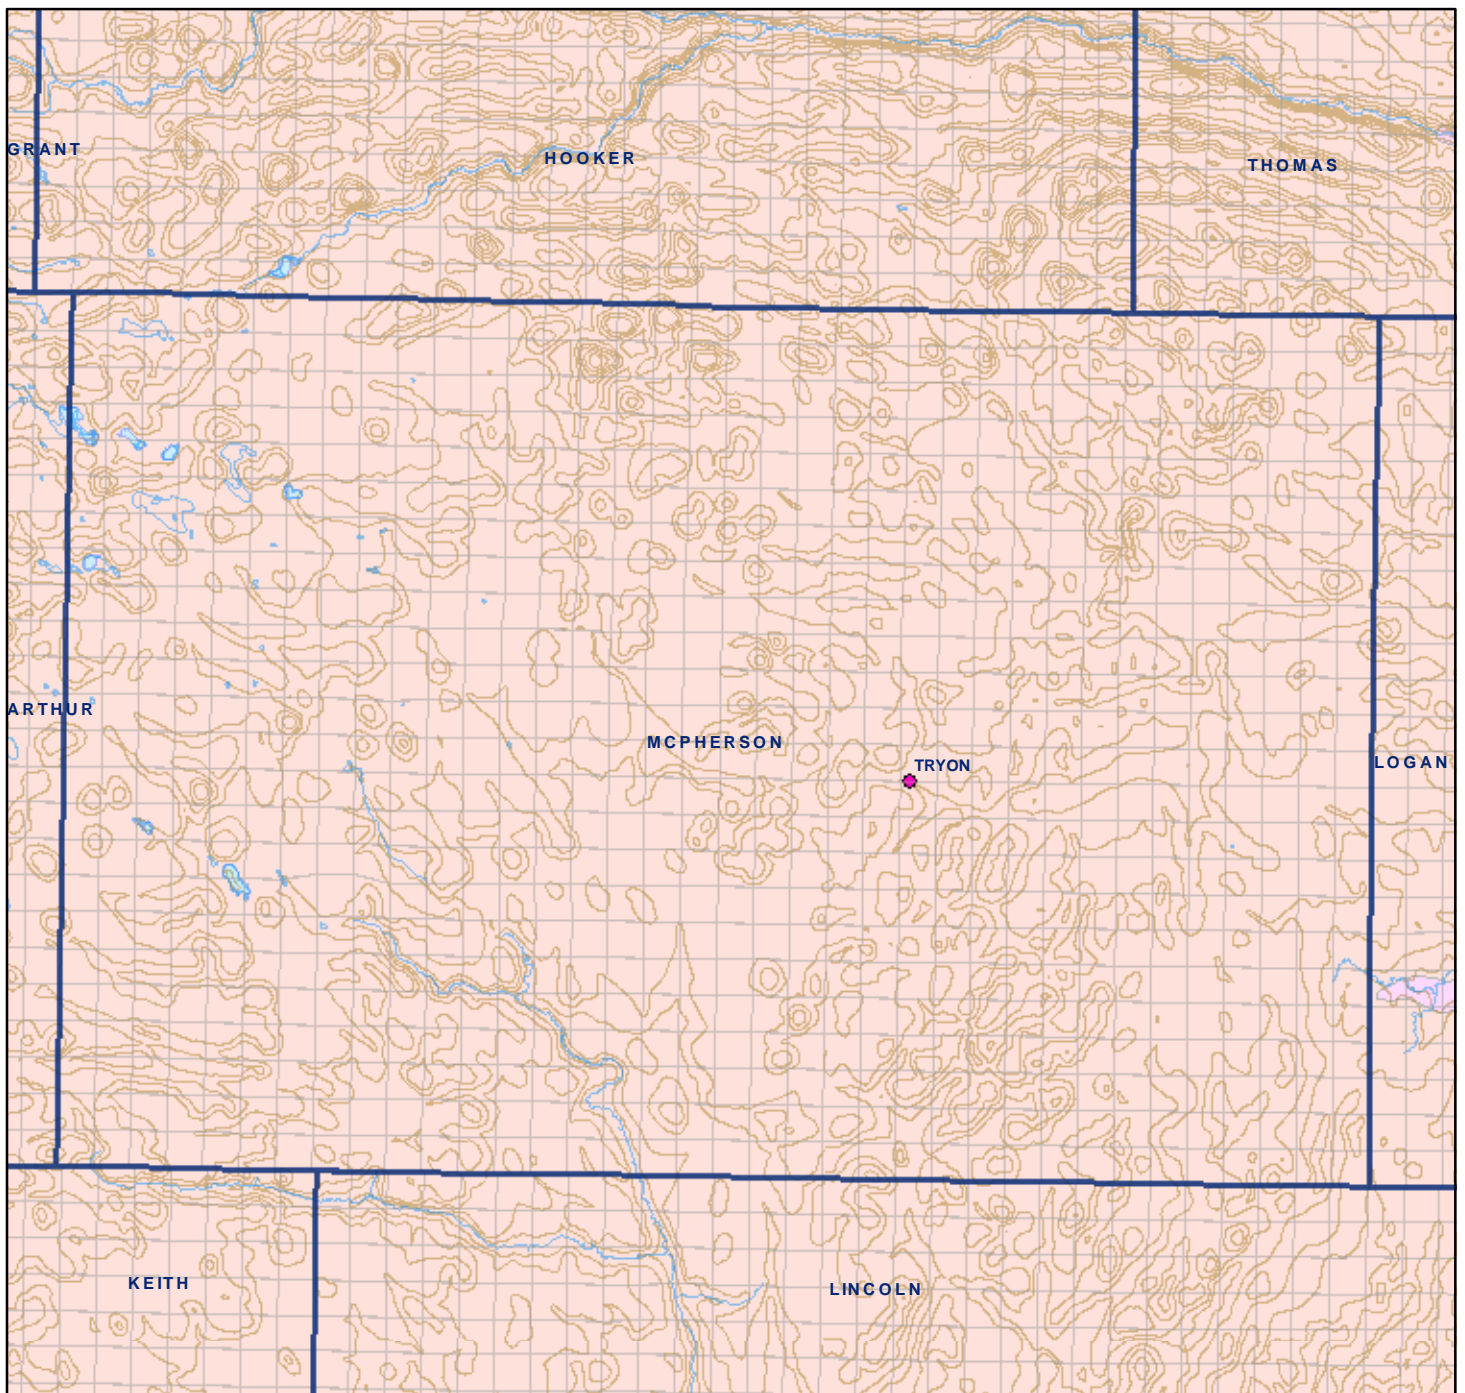 GRANT
HOOKER
THOMAS
ARTHUR
MCPHERSON
TRYON
LOGAN
KEITH
LINCOLN